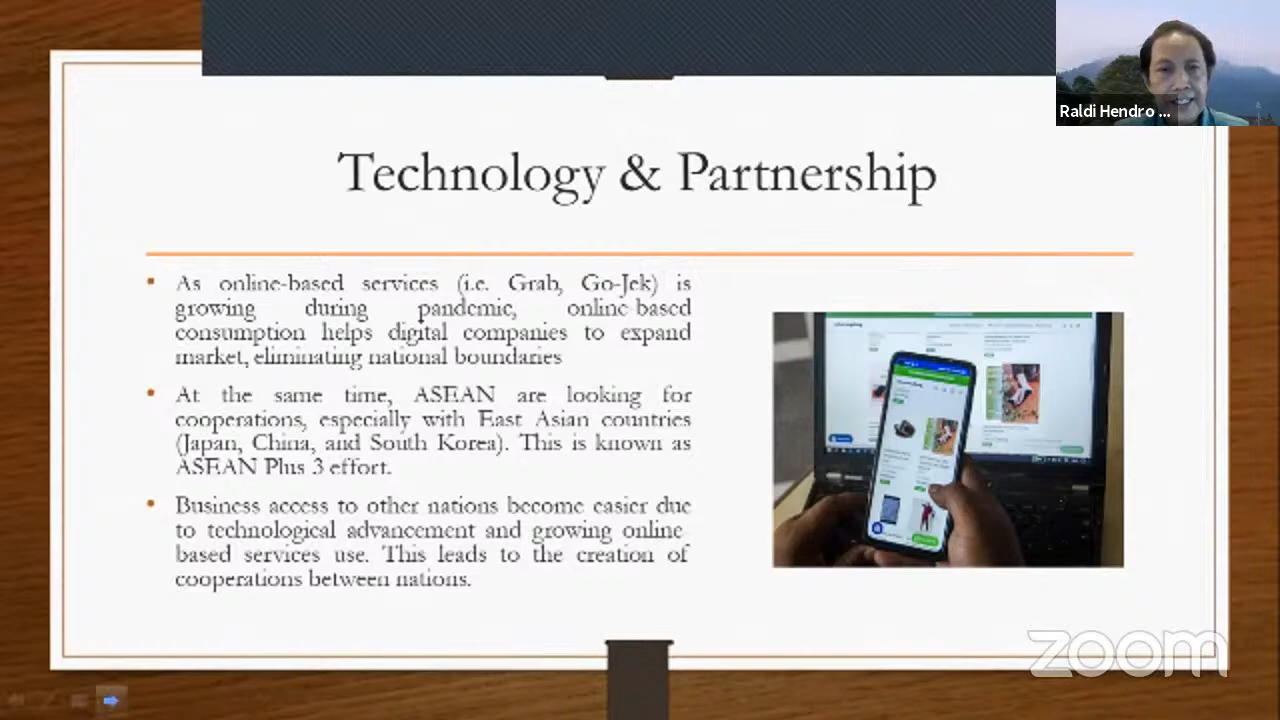 Raldi Hendro ...
Technology & Partnership
As online-based services (i.e. Grab, Go-Jek) is
growing during pandemic, online-based
consumption helps digital companies to expand
market, eliminating national boundaries
At the same time, ASEAN are looking for
cooperations, especially with East Asian countries
(Japan, China, and South Korea). This is known as
ASEAN Plus 3 effort.
Business access to other nations become easier due
to technological advancement and growing online-
based services use. This leads to the creation of
cooperations between nations.
zoom